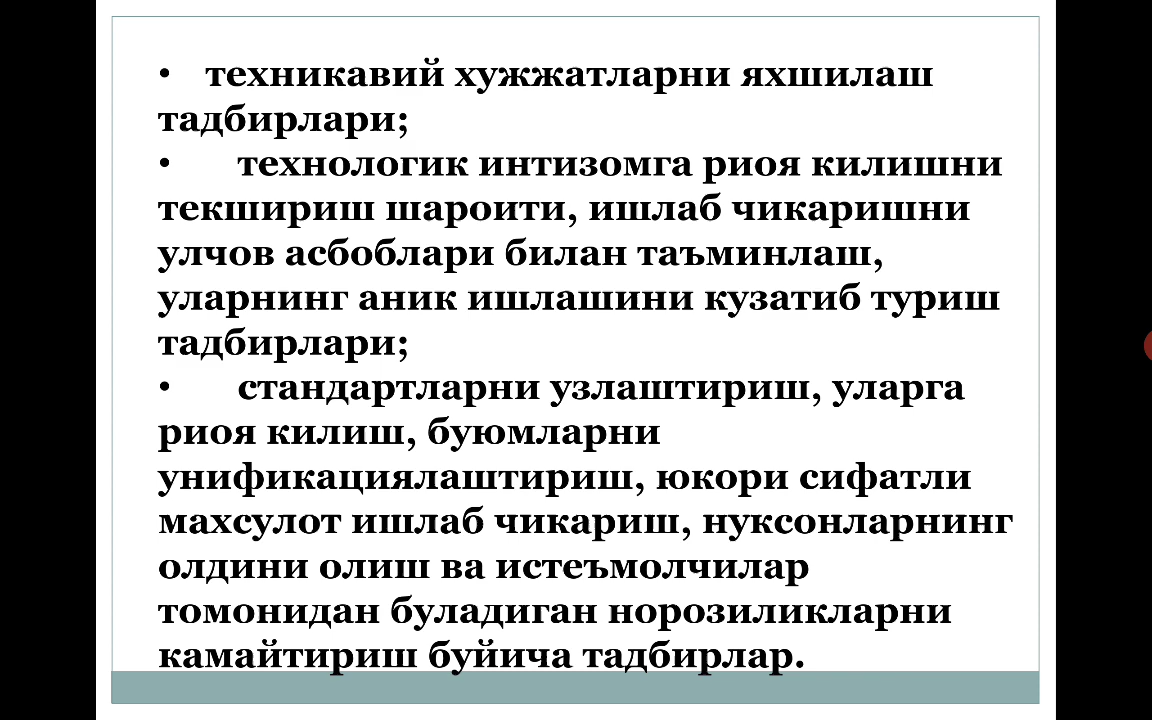 • техникавий хужжатларни яхшилаш
тадбирлари;
• технологик интизомга риоя килишни
текшириш шароити, ишлаб чикаришни
улчов асбоблари билан таъминлаш,
уларнинг аник ишлашини кузатиб туриш
тадбирлари;
• стандартларни узлаштириш, уларга
риоя килиш, буюмларни
унификациялаштириш, юкори сифатли
махсулот ишлаб чикариш, нуксонларнинг
олдини олиш ва истеъмолчилар
томонидан буладиган норозиликларни
камайтириш буйича тадбирлар.